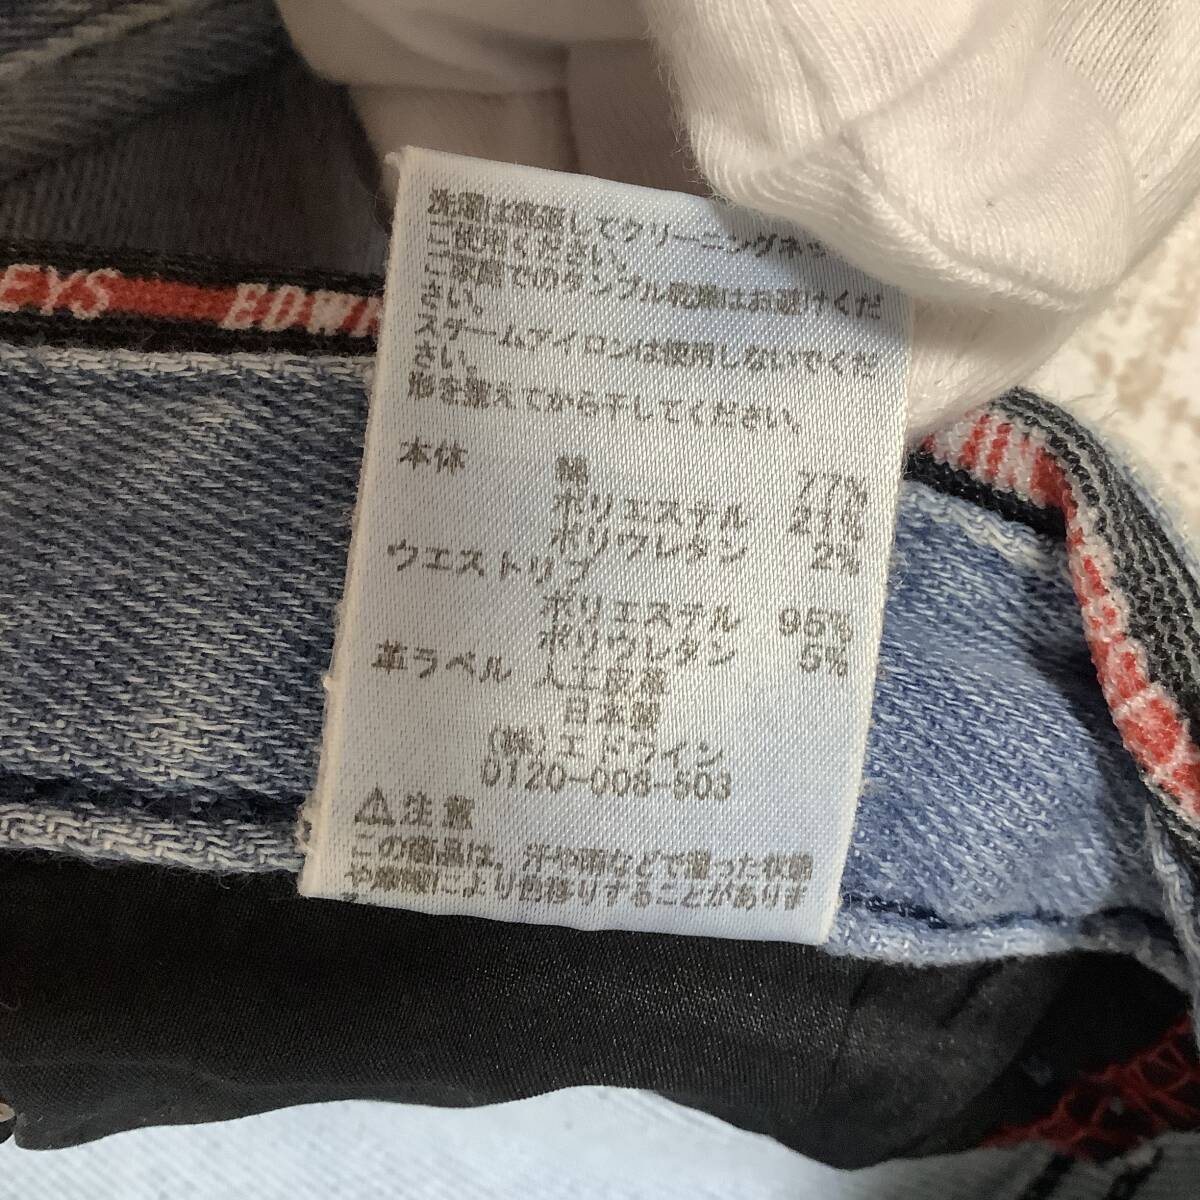 EYS EDWI
洗濯は裏返してクリーニングネッ
ご使用ください。
ご家庭でのタンブル乾燥はお避けくだ
さい。
スチームアイロンは使用しないでくだ
さい。
形を整えてから干してください。
本体 綿 77%
ポリエステル 21%
ポリウレタン 2%
ウエストリブ
ポリエステル 95%
ポリウレタン 5%
革ラベル 人工皮革
日本製
(株)エドウイン
0120-008-503
⚠注意
この商品は、汗や雨などで湿った状態
や摩擦により色移りすることがありま